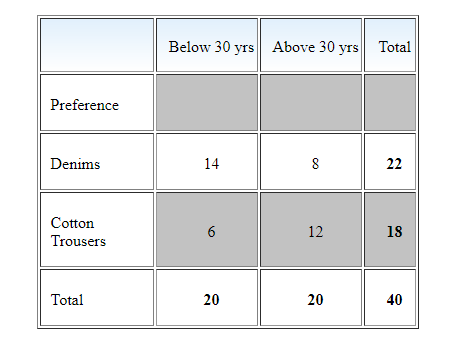 Below 30 yrs Above 30 yrs Total
Preference
Denims 14 8 22
Cotton
Trousers 6 12 18
Total 20 20 40